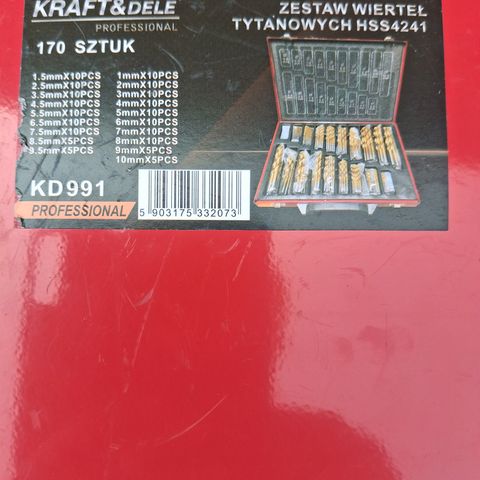 KRAFT&DELE
PROFESSIONAL
170 SZTUK
1.5mmX10PCS
2.5mmX10PCS
3.5mmX10PCS
4.5mmX10PCS
5.5mmX10PCS
6.5mmX10PCS
7.5mmX10PCS
8.5mmX5PCS
9.5mmX5PCS
1mmX10PCS
2mmX10PCS
3mmX10PCS
4mmX10PCS
5mmX10PCS
6mmX10PCS
7mmX10PCS
8mmX10PCS
9mmX5PCS
10mmX5PCS
KD991
PROFESSIONAL
5 903175 332073
ZESTAW WIERTEŁ
TYTANOWYCH HSS4241